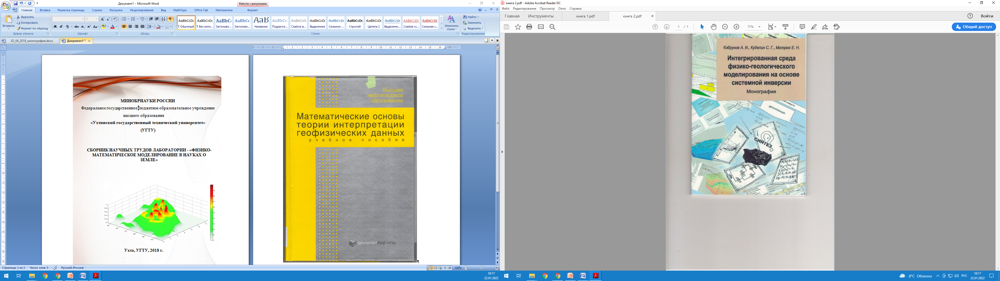 Документ1 - Microsoft Word
Работа с рисунками
Главная
Вставка
Разметка страницы
Ссылки
Рассылки
Рецензирование
Вид
MathType
Office Tab
Математика
Формат
Вставить
Вырезать
Копировать
Формат по образцу
Буфер обмена
11
Ж К Ч
Шрифт
Абзац
AaBbCcDc
¶ Обычный
AaBbCcDc
¶ Без инте...
AaBbC
Заголово...
AaBbCc
Заголово...
AaB
Название
AaBbCc.
Подзагол...
AaBbCcDc
Слабое в...
AaBbCcDc
Выделение
AaBbCcDc
Сильное ...
AaBbCcDc
Строгий
AaBbCcDc
Цитата 2
AaBbCcDc
Выделенн...
AaBbCcDc
Слабая сс...
AaBbCcDc
Сильная с...
Изменить
стили
Стили
Найти
Заменить
Выделить
Редактирование
02_04_2018_монография.docx
Документ1 *
МИНОБРНАУКИ РОССИИ
Федеральное государственное бюджетное образовательное учреждение
высшего образования
«Ухтинский государственный технический университет»
(УГТУ)
СБОРНИК НАУЧНЫХ ТРУДОВ ЛАБОРАТОРИИ - «ФИЗИКО-
МАТЕМАТИЧЕСКОЕ МОДЕЛИРОВАНИЕ В НАУКАХ О
ЗЕМЛЕ»
Ухта, УГТУ, 2018 г.
Высшее
нефтегазовое
образование
Математические основы
теории интерпретации
геофизических данных
учебное пособие
ЦентрЛитНефтеГаз
Страница: 2 из 2
Число слов: 0
Русский (Россия)
100%
10:17
22.01.2022
книга 2.pdf - Adobe Acrobat Reader DC
Файл
Редактирование
Просмотр
Окно
Справка
Главная
Инструменты
книга 1.pdf
книга 2.pdf
Войти
1 / 1
71%
Общий доступ
Кобрунов А. И., Куделин С. Г., Мотрюк Е. Н.
Интегрированная среда
физико-геологического
моделирования на основе
системной инверсии
Монография
ДЕКОМПОЗИЦИЯ
СИНТЕЗ
-8°C Облачно
РУС
10:17
22.01.2022